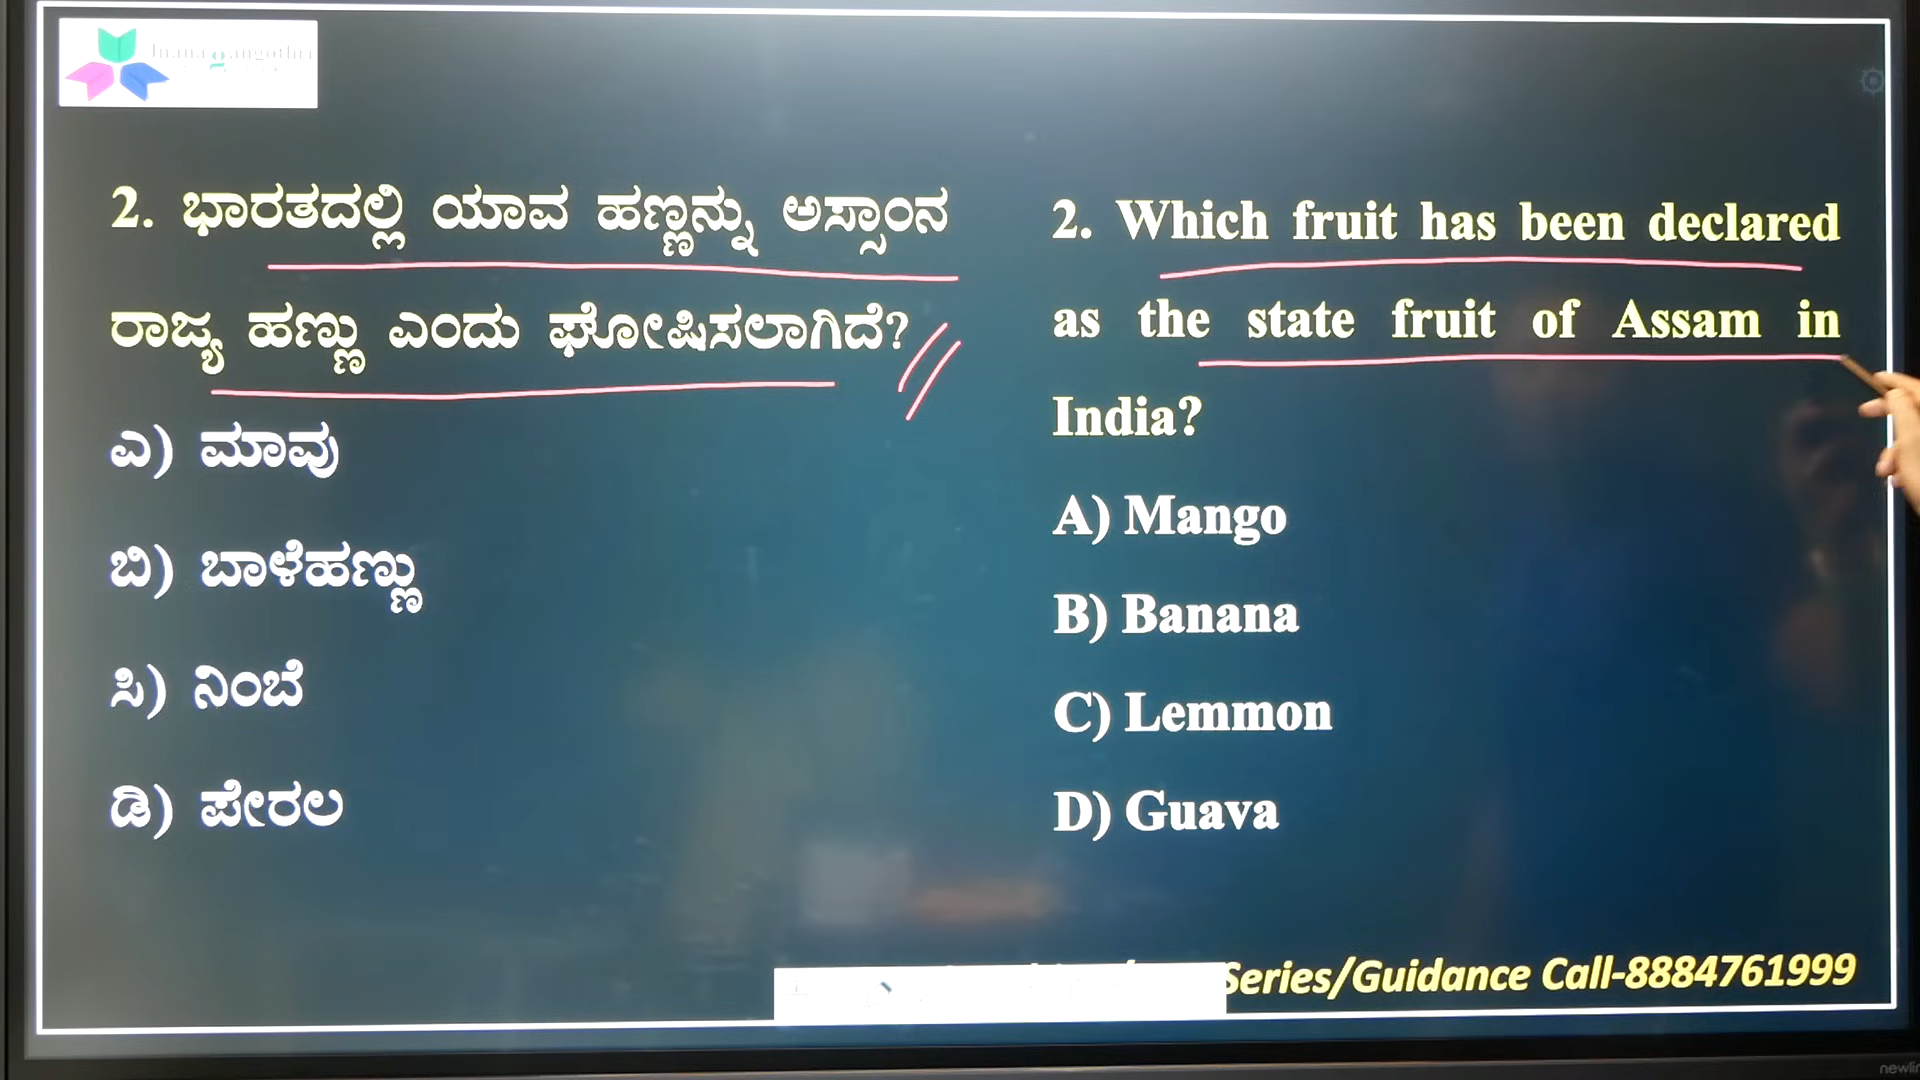 2. ಭಾರತದಲ್ಲಿ ಯಾವ ಹಣ್ಣನ್ನು ಅಸ್ಸಾಂನ
ರಾಜ್ಯ ಹಣ್ಣು ಎಂದು ಘೋಷಿಸಲಾಗಿದೆ?
ಎ) ಮಾವು
ಬಿ) ಬಾಳೆಹಣ್ಣು
ಸಿ) ನಿಂಬೆ
ಡಿ) ಪೇರಲ
2. Which fruit has been declared
as the state fruit of Assam in
India?
A) Mango
B) Banana
C) Lemmon
D) Guava
Series/Guidance Call-8884761999